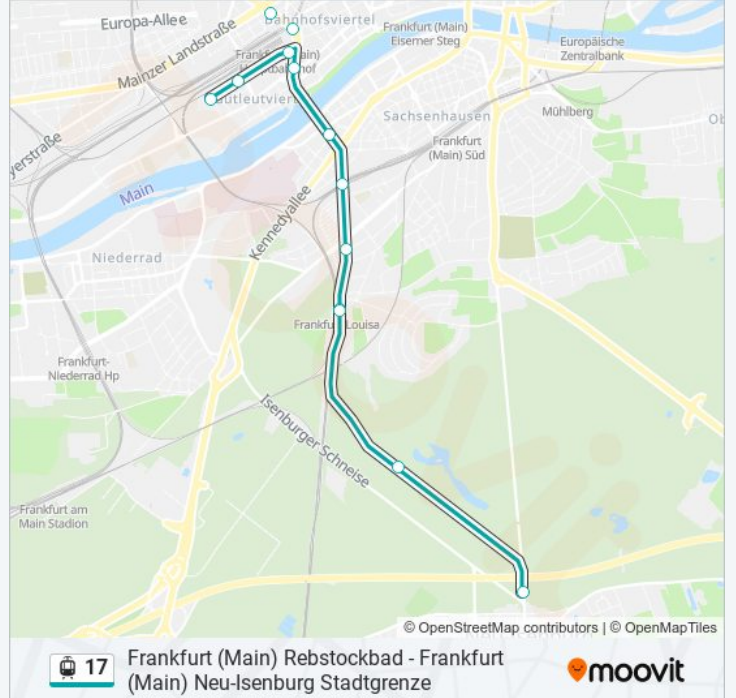 Europa-Allee
Bahnhofsviertel
Mainzer Landstraße
Frankfurt (Main)
Eiserner Steg
Europäische
Zentralbank
Gutleutviertel
Sachsenhausen
Mühlberg
Frankfurt
(Main) Süd
Main
Kennedyallee
Niederrad
Frankfurt Louisa
Frankfurt-
Niederrad Hp
Isenburger Schneise
Frankfurt am
Main Stadion
© OpenStreetMap contributors | © OpenMapTiles
17
Frankfurt (Main) Rebstockbad - Frankfurt
(Main) Neu-Isenburg Stadtgrenze
moovit